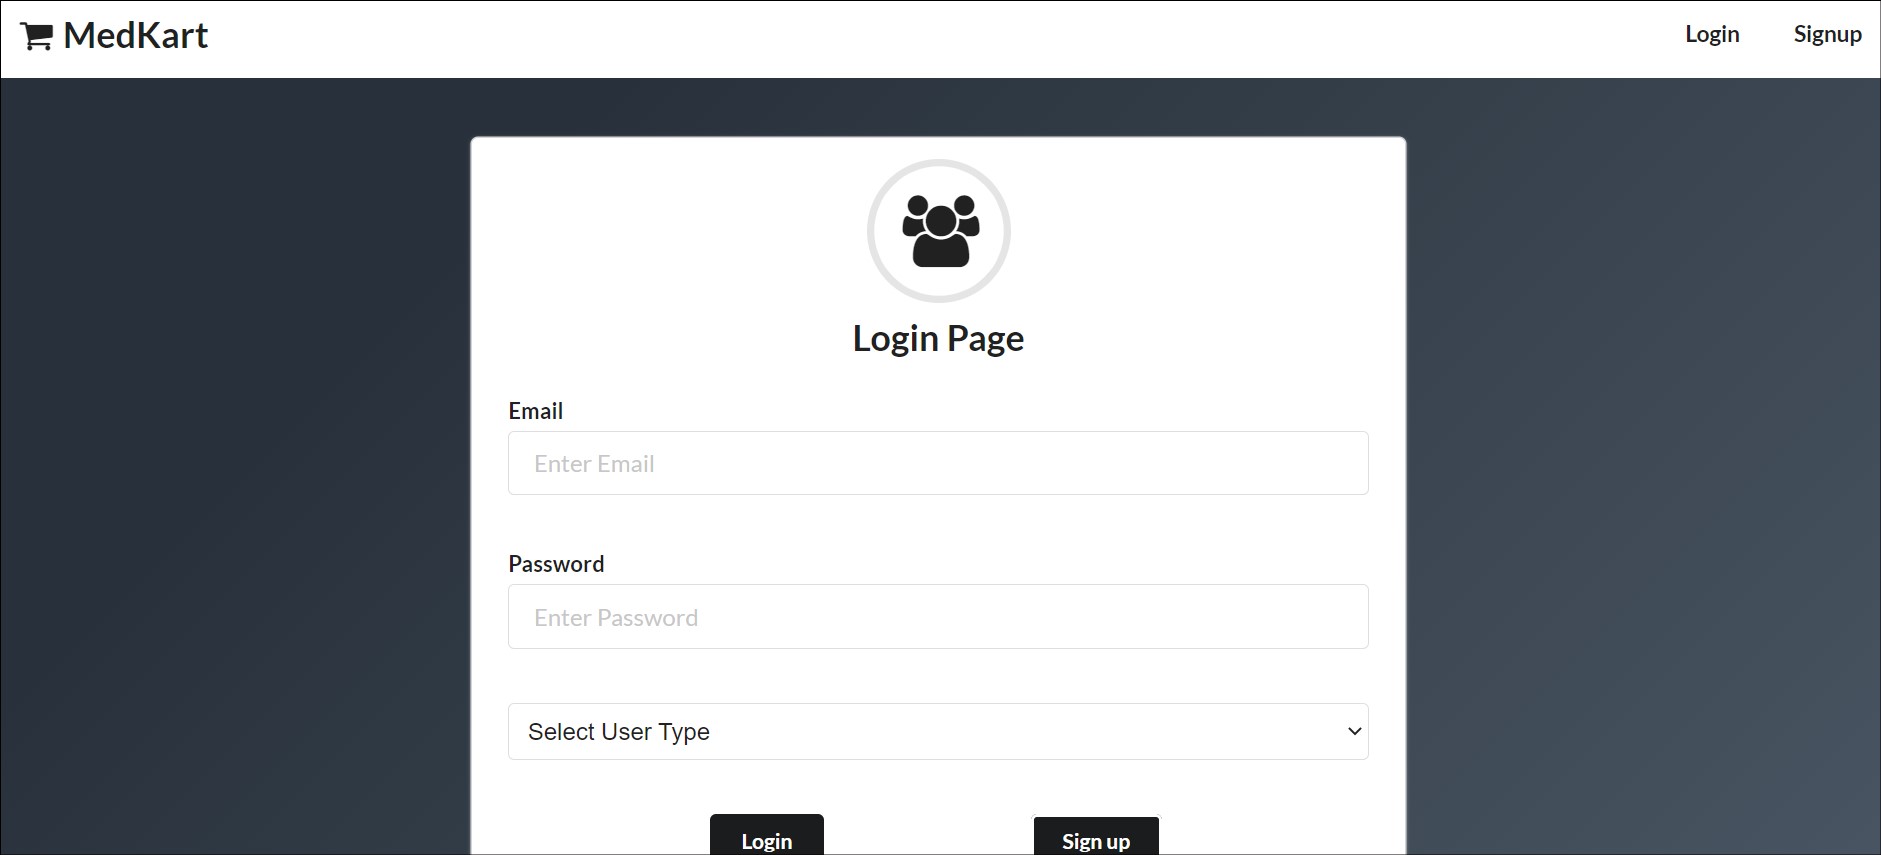 MedKart
Login Signup
Login Page
Email
Enter Email
Password
Enter Password
Select User Type
Login Sign up